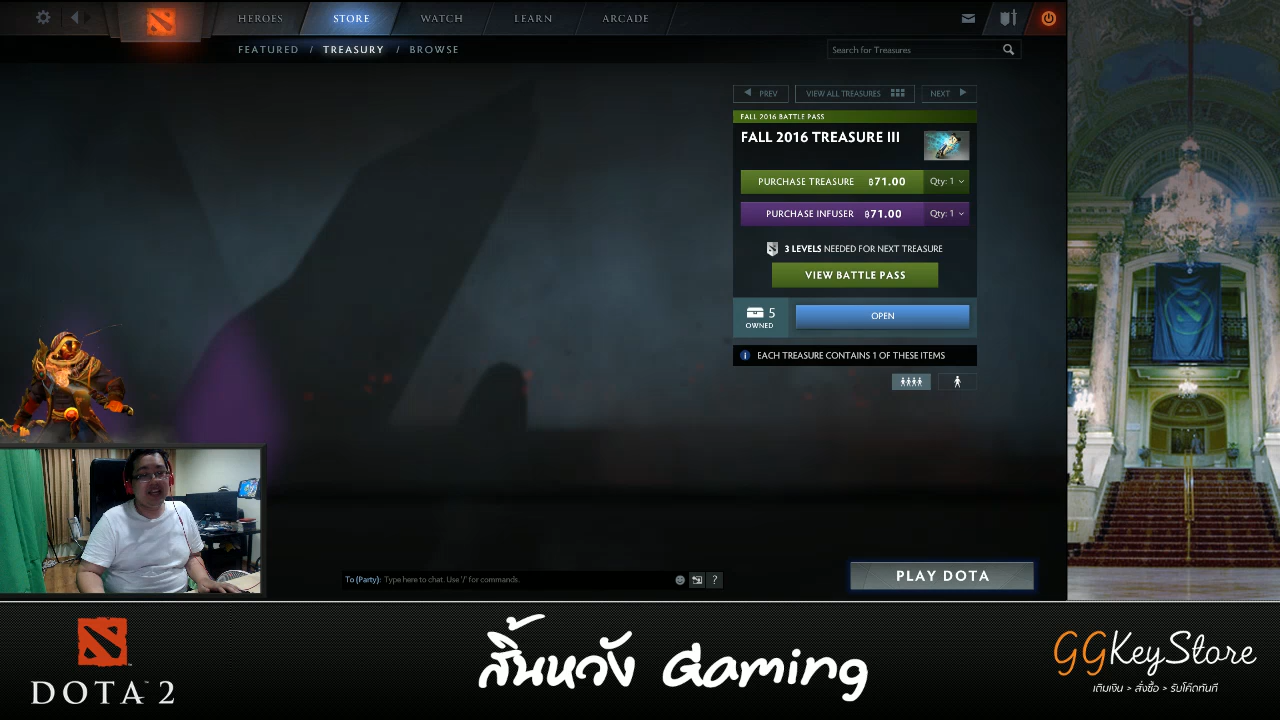 HEROES STORE WATCH LEARN ARCADE
FEATURED / TREASURY / BROWSE
Search for Treasures
PREV VIEW ALL TREASURES NEXT
FALL 2016 BATTLE PASS
FALL 2016 TREASURE III
PURCHASE TREASURE ฿71.00 Qty: 1
PURCHASE INFUSER ฿71.00 Qty: 1
3 LEVELS NEEDED FOR NEXT TREASURE
VIEW BATTLE PASS
5 OWNED
OPEN
EACH TREASURE CONTAINS 1 OF THESE ITEMS
To (Party): Type here to chat. Use '/' for commands.
?
PLAY DOTA
DOTA 2
สิ้นหวัง Gaming
GGKeyStore
เติมเงิน > สั่งซื้อ > รับโค๊ดทันที